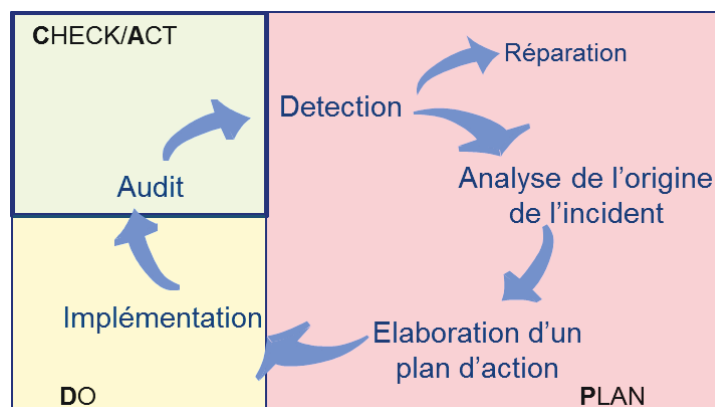 CHECK/ACT
Réparation
Detection
Analyse de l'origine
de l'incident
Audit
Implémentation
Elaboration d'un
plan d'action
DO
PLAN